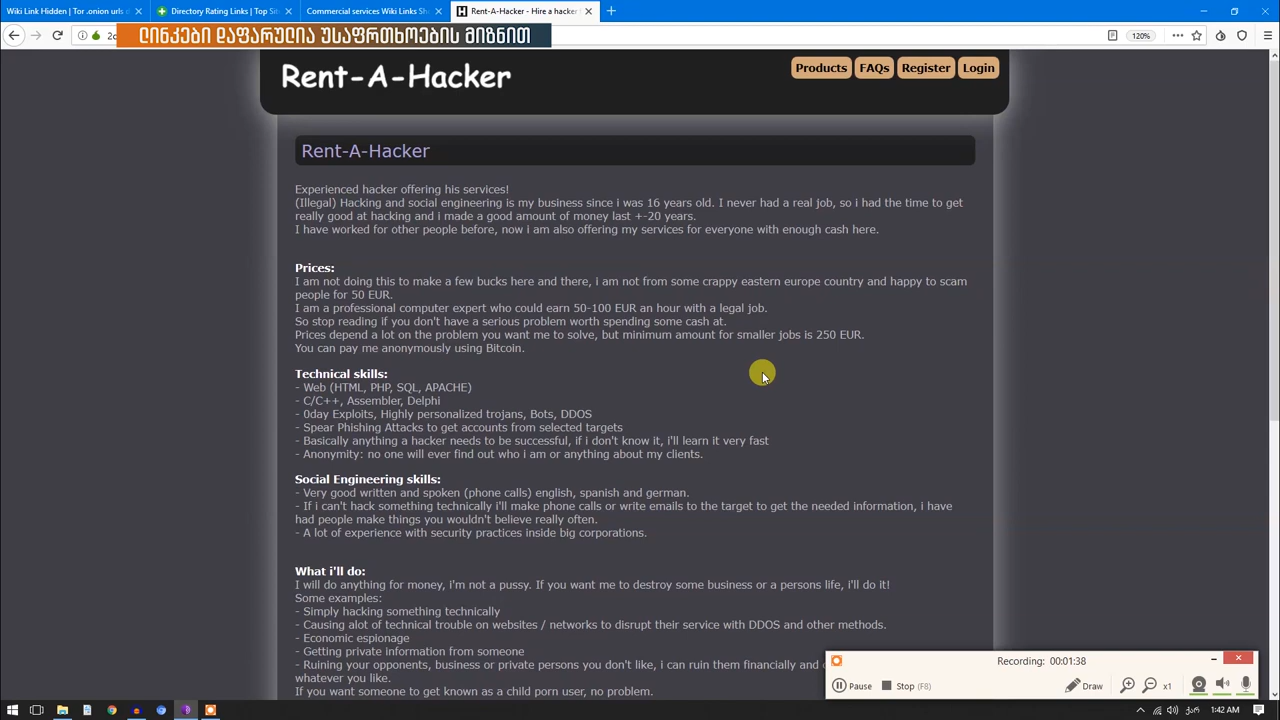 Wiki Link Hidden | Tor .onion urls d
Directory Rating Links | Top Sit
Commercial services Wiki Links Sh
Rent-A-Hacker - Hire a hacker f
ლინკები დაფარულია უსაფრთხოების მიზნით
120%
Rent-A-Hacker
Products
FAQs
Register
Login
Rent-A-Hacker
Experienced hacker offering his services!
(Illegal) Hacking and social engineering is my business since i was 16 years old. I never had a real job, so i had the time to get
really good at hacking and i made a good amount of money last +-20 years.
I have worked for other people before, now i am also offering my services for everyone with enough cash here.
Prices:
I am not doing this to make a few bucks here and there, i am not from some crappy eastern europe country and happy to scam
people for 50 EUR.
I am a professional computer expert who could earn 50-100 EUR an hour with a legal job.
So stop reading if you don't have a serious problem worth spending some cash at.
Prices depend a lot on the problem you want me to solve, but minimum amount for smaller jobs is 250 EUR.
You can pay me anonymously using Bitcoin.
Technical skills:
- Web (HTML, PHP, SQL, APACHE)
- C/C++, Assembler, Delphi
- 0day Exploits, Highly personalized trojans, Bots, DDOS
- Spear Phishing Attacks to get accounts from selected targets
- Basically anything a hacker needs to be successful, if i don't know it, i'll learn it very fast
- Anonymity: no one will ever find out who i am or anything about my clients.
Social Engineering skills:
- Very good written and spoken (phone calls) english, spanish and german.
- If i can't hack something technically i'll make phone calls or write emails to the target to get the needed information, i have
had people make things you wouldn't believe really often.
- A lot of experience with security practices inside big corporations.
What i'll do:
I will do anything for money, i'm not a pussy. If you want me to destroy some business or a persons life, i'll do it!
Some examples:
- Simply hacking something technically
- Causing alot of technical trouble on websites / networks to disrupt their service with DDOS and other methods.
- Economic espionage
- Getting private information from someone
- Ruining your opponents, business or private persons you don't like, i can ruin them financially and
whatever you like.
If you want someone to get known as a child porn user, no problem.
Recording: 00:01:38
Pause
Stop (F8)
Draw
x1
ქარ
1:42 AM